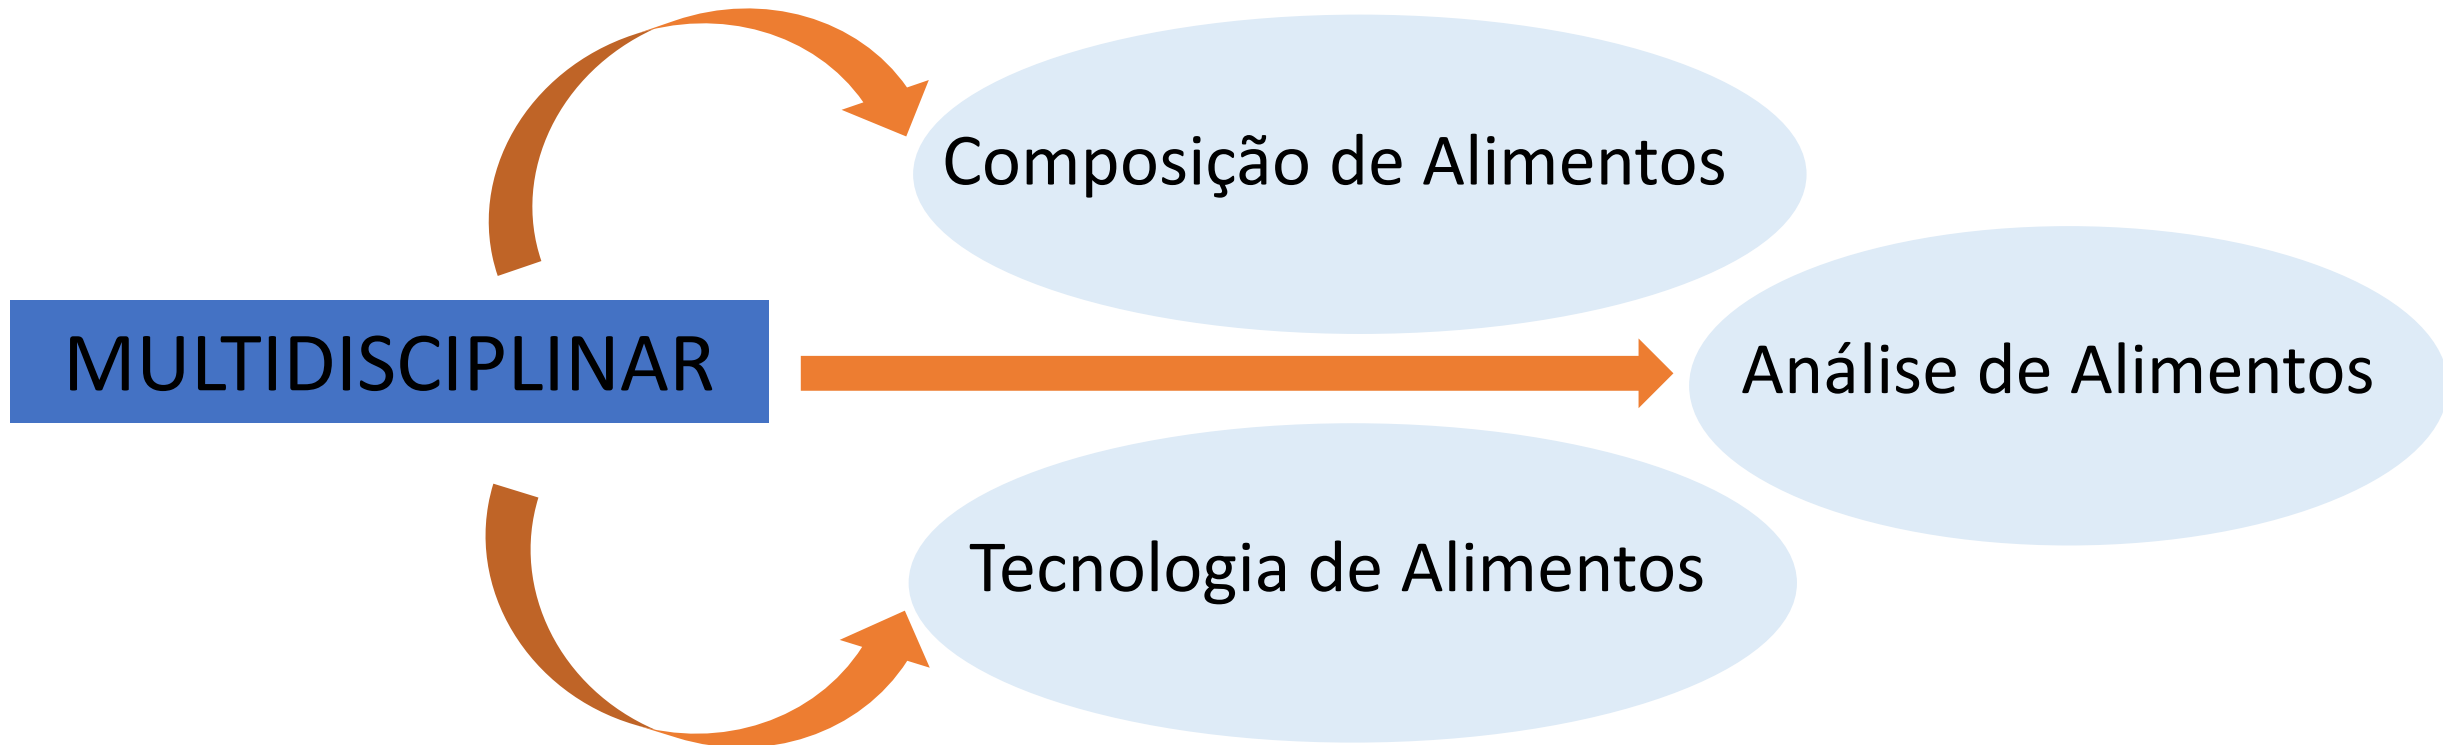 Composição de Alimentos
MULTIDISCIPLINAR
Análise de Alimentos
Tecnologia de Alimentos